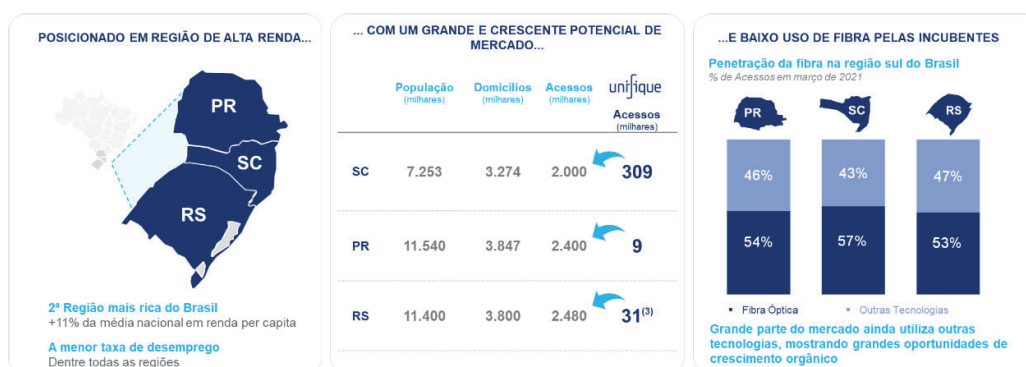 POSICIONADO EM REGIÃO DE ALTA RENDA...
PR
SC
RS
2ª Região mais rica do Brasil
+11% da média nacional em renda per capita
A menor taxa de desemprego
Dentre todas as regiões
... COM UM GRANDE E CRESCENTE POTENCIAL DE
MERCADO...
População Domicílios Acessos unifique
(milhares) (milhares) (milhares)
Acessos
(milhares)
SC 7.253 3.274 2.000 309
PR 11.540 3.847 2.400 9
RS 11.400 3.800 2.480 31(3)
...E BAIXO USO DE FIBRA PELAS INCUBENTES
Penetração da fibra na região sul do Brasil
% de Acessos em março de 2021
PR SC RS
46% 43% 47%
54% 57% 53%
Fibra Óptica Outras Tecnologias
Grande parte do mercado ainda utiliza outras
tecnologias, mostrando grandes oportunidades de
crescimento orgânico